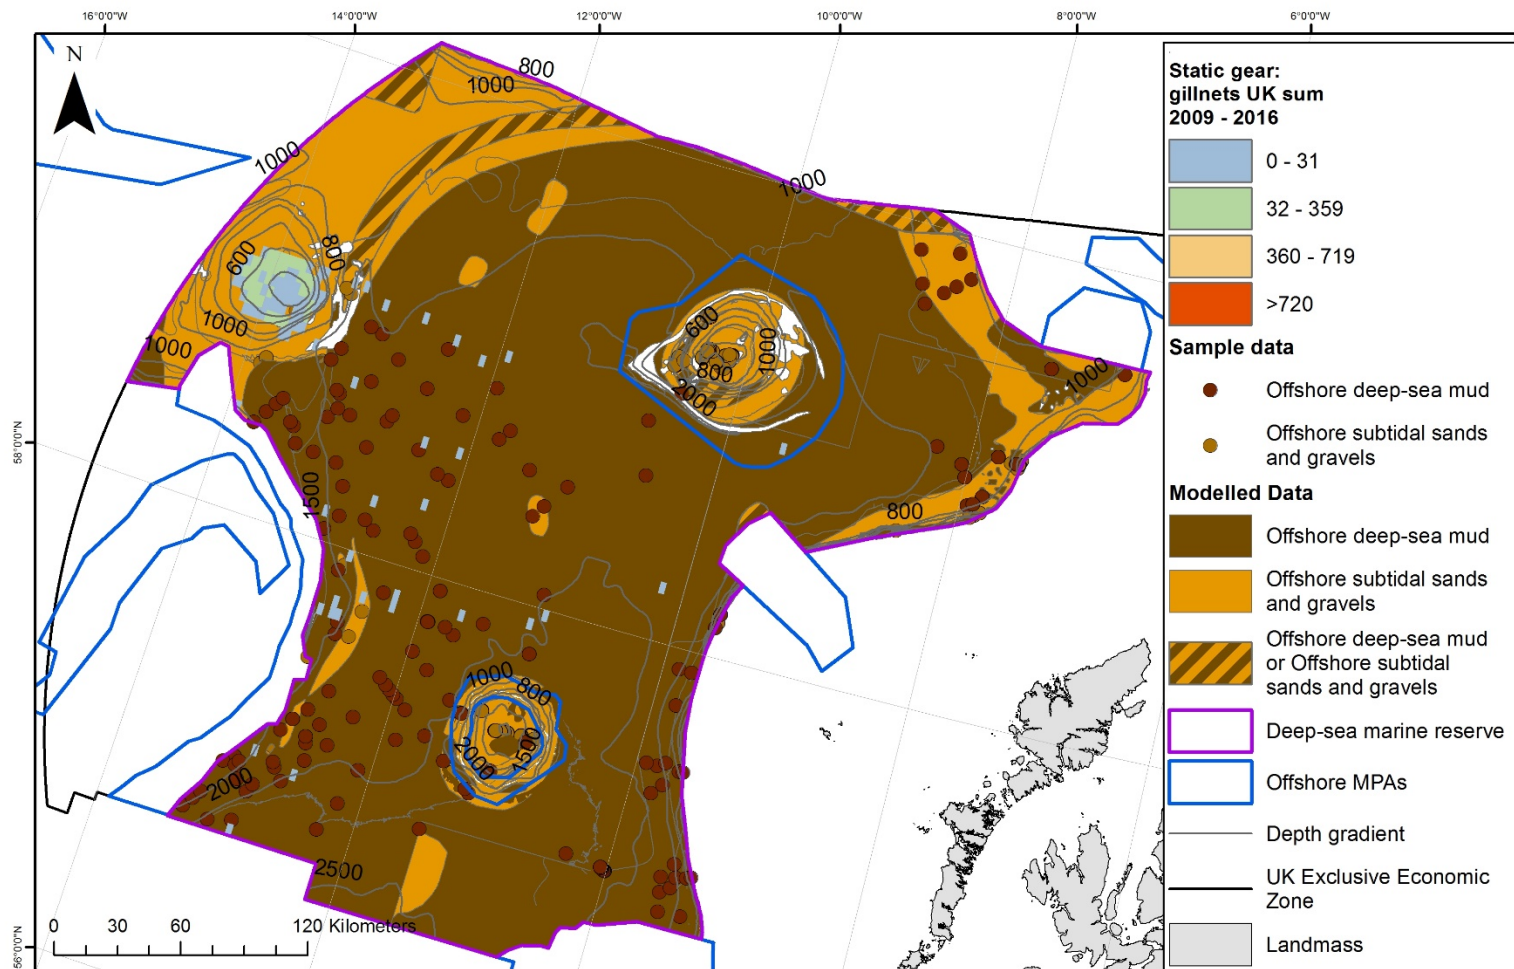 16°0'0"W
14°0'0"W
12°0'0"W
10°0'0"W
8°0'0"W
6°0'0"W
N
800
1000
1000
1000
600
800
1000
1000
600
1000
800
2000
1000
1500
800
1000
800
2000
1500
2000
2500
58°0'0"N
56°0'0"N
0 30 60 120 Kilometers
Static gear:
gillnets UK sum
2009 - 2016
0 - 31
32 - 359
360 - 719
>720
Sample data
Offshore deep-sea mud
Offshore subtidal sands
and gravels
Modelled Data
Offshore deep-sea mud
Offshore subtidal sands
and gravels
Offshore deep-sea mud
or Offshore subtidal
sands and gravels
Deep-sea marine reserve
Offshore MPAs
Depth gradient
UK Exclusive Economic
Zone
Landmass